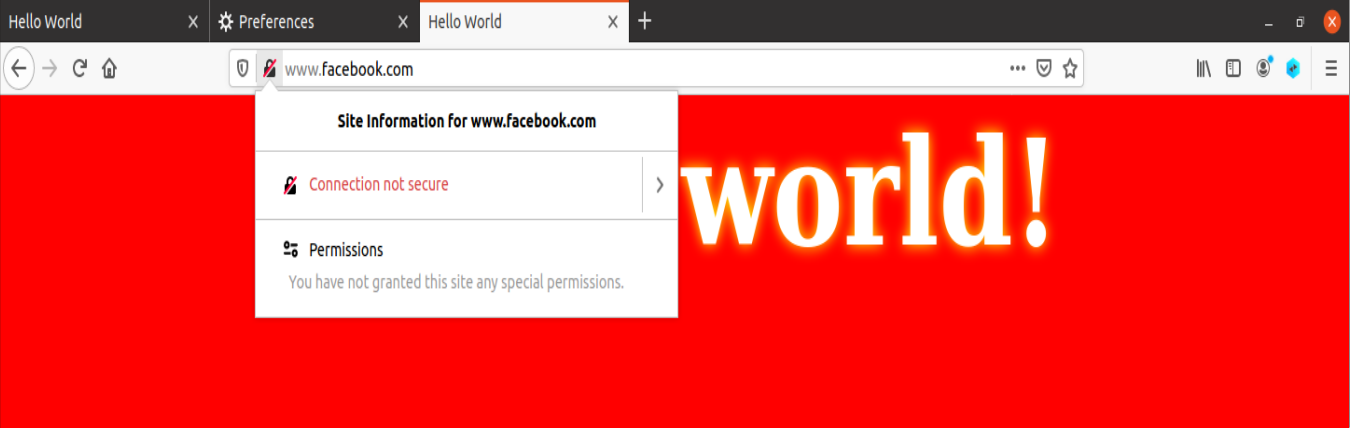 Hello World
Preferences
Hello World
www.facebook.com
Site Information for www.facebook.com
world!
Connection not secure
Permissions
You have not granted this site any special permissions.